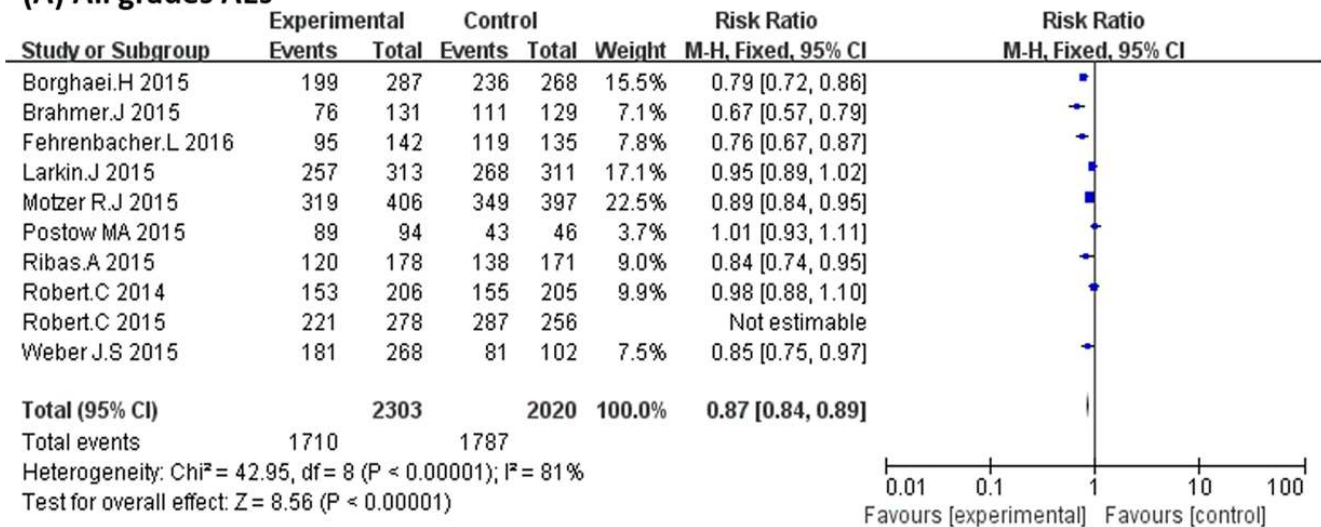 (A) All grades AEs
Experimental Control Risk Ratio Risk Ratio
Study or Subgroup Events Total Events Total Weight M-H, Fixed, 95% CI M-H, Fixed, 95% CI
Borghaei.H 2015 199 287 236 268 15.5% 0.79 [0.72, 0.86]
Brahmer.J 2015 76 131 111 129 7.1% 0.67 [0.57, 0.79]
Fehrenbacher.L 2016 95 142 119 135 7.8% 0.76 [0.67, 0.87]
Larkin.J 2015 257 313 268 311 17.1% 0.95 [0.89, 1.02]
Motzer R.J 2015 319 406 349 397 22.5% 0.89 [0.84, 0.95]
Postow MA 2015 89 94 43 46 3.7% 1.01 [0.93, 1.11]
Ribas.A 2015 120 178 138 171 9.0% 0.84 [0.74, 0.95]
Robert.C 2014 153 206 155 205 9.9% 0.98 [0.88, 1.10]
Robert.C 2015 221 278 287 256 Not estimable
Weber J.S 2015 181 268 81 102 7.5% 0.85 [0.75, 0.97]
Total (95% CI) 2303 2020 100.0% 0.87 [0.84, 0.89]
Total events 1710 1787
Heterogeneity: Chi² = 42.95, df = 8 (P < 0.00001); I² = 81%
Test for overall effect: Z = 8.56 (P < 0.00001)
0.01 0.1 1 10 100
Favours [experimental] Favours [control]